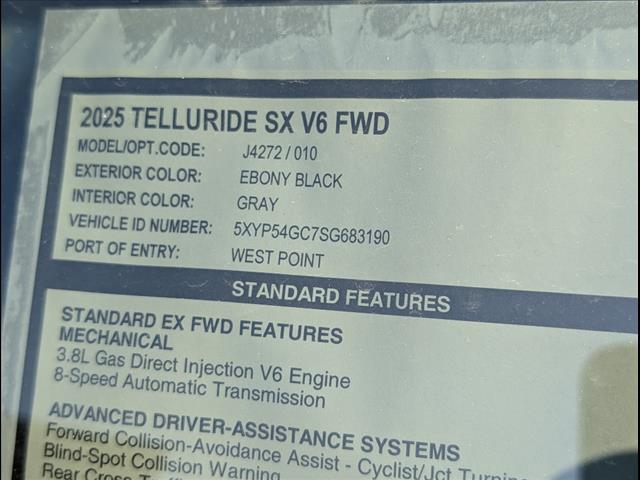 2025 TELLURIDE SX V6 FWD
MODEL/OPT.CODE: J4272 / 010
EXTERIOR COLOR: EBONY BLACK
INTERIOR COLOR: GRAY
VEHICLE ID NUMBER: 5XYP54GC7SG683190
PORT OF ENTRY: WEST POINT
STANDARD FEATURES
STANDARD EX FWD FEATURES
MECHANICAL
3.8L Gas Direct Injection V6 Engine
8-Speed Automatic Transmission
ADVANCED DRIVER-ASSISTANCE SYSTEMS
Forward Collision-Avoidance Assist - Cyclist/Jct Turning
Blind-Spot Collision Warning
Rear Cross